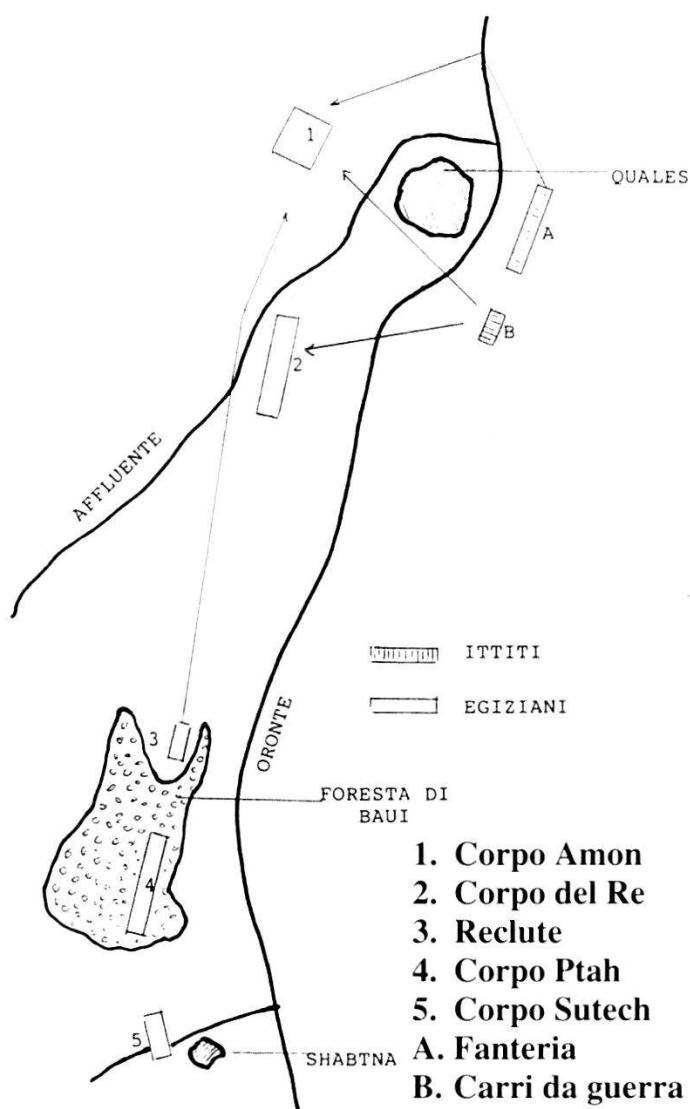 1
QUALES
A
B
2
AFFLUENTE
ITTITI
EGIZIANI
ORONTE
3
FORESTA DI
BAUI
4
5
SHABTNA
1. Corpo Amon
2. Corpo del Re
3. Reclute
4. Corpo Ptah
5. Corpo Sutech
A. Fanteria
B. Carri da guerra